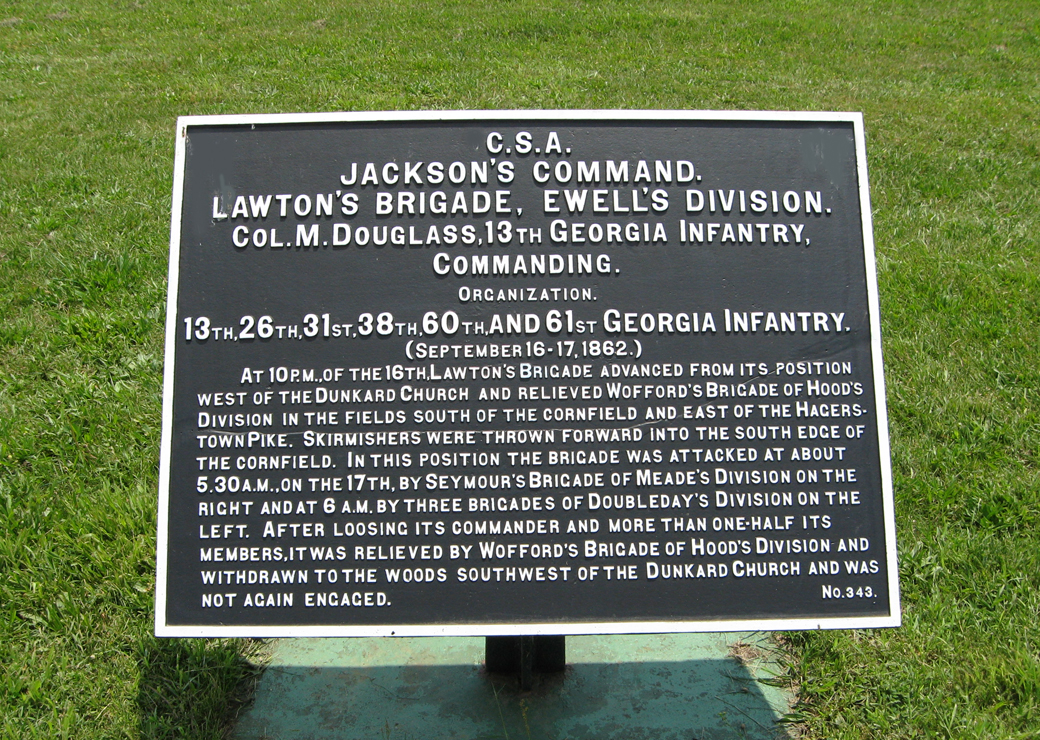 C.S.A.
JACKSON'S COMMAND.
LAWTON'S BRIGADE, EWELL'S DIVISION.
COL. M. DOUGLASS, 13TH GEORGIA INFANTRY,
COMMANDING.
ORGANIZATION.
13TH, 26TH, 31ST, 38TH, 60TH, AND 61ST GEORGIA INFANTRY.
(SEPTEMBER 16-17, 1862.)
AT 10 P.M., OF THE 16TH, LAWTON'S BRIGADE ADVANCED FROM ITS POSITION
WEST OF THE DUNKARD CHURCH AND RELIEVED WOFFORD'S BRIGADE OF HOOD'S
DIVISION IN THE FIELDS SOUTH OF THE CORNFIELD AND EAST OF THE HAGERS-
TOWN PIKE. SKIRMISHERS WERE THROWN FORWARD INTO THE SOUTH EDGE OF
THE CORNFIELD. IN THIS POSITION THE BRIGADE WAS ATTACKED AT ABOUT
5.30 A.M., ON THE 17TH, BY SEYMOUR'S BRIGADE OF MEADE'S DIVISION ON THE
RIGHT AND AT 6 A.M. BY THREE BRIGADES OF DOUBLEDAY'S DIVISION ON THE
LEFT. AFTER LOOSING ITS COMMANDER AND MORE THAN ONE-HALF ITS
MEMBERS, IT WAS RELIEVED BY WOFFORD'S BRIGADE OF HOOD'S DIVISION AND
WITHDRAWN TO THE WOODS SOUTHWEST OF THE DUNKARD CHURCH AND WAS
NOT AGAIN ENGAGED.
NO. 343.